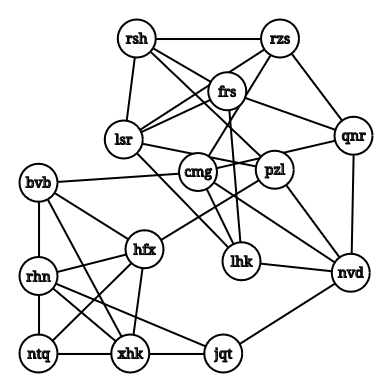 rsh
rzs
frs
lsr
qnr
cmg
pzl
bvb
hfx
lhk
nvd
rhn
ntq
xhk
jqt